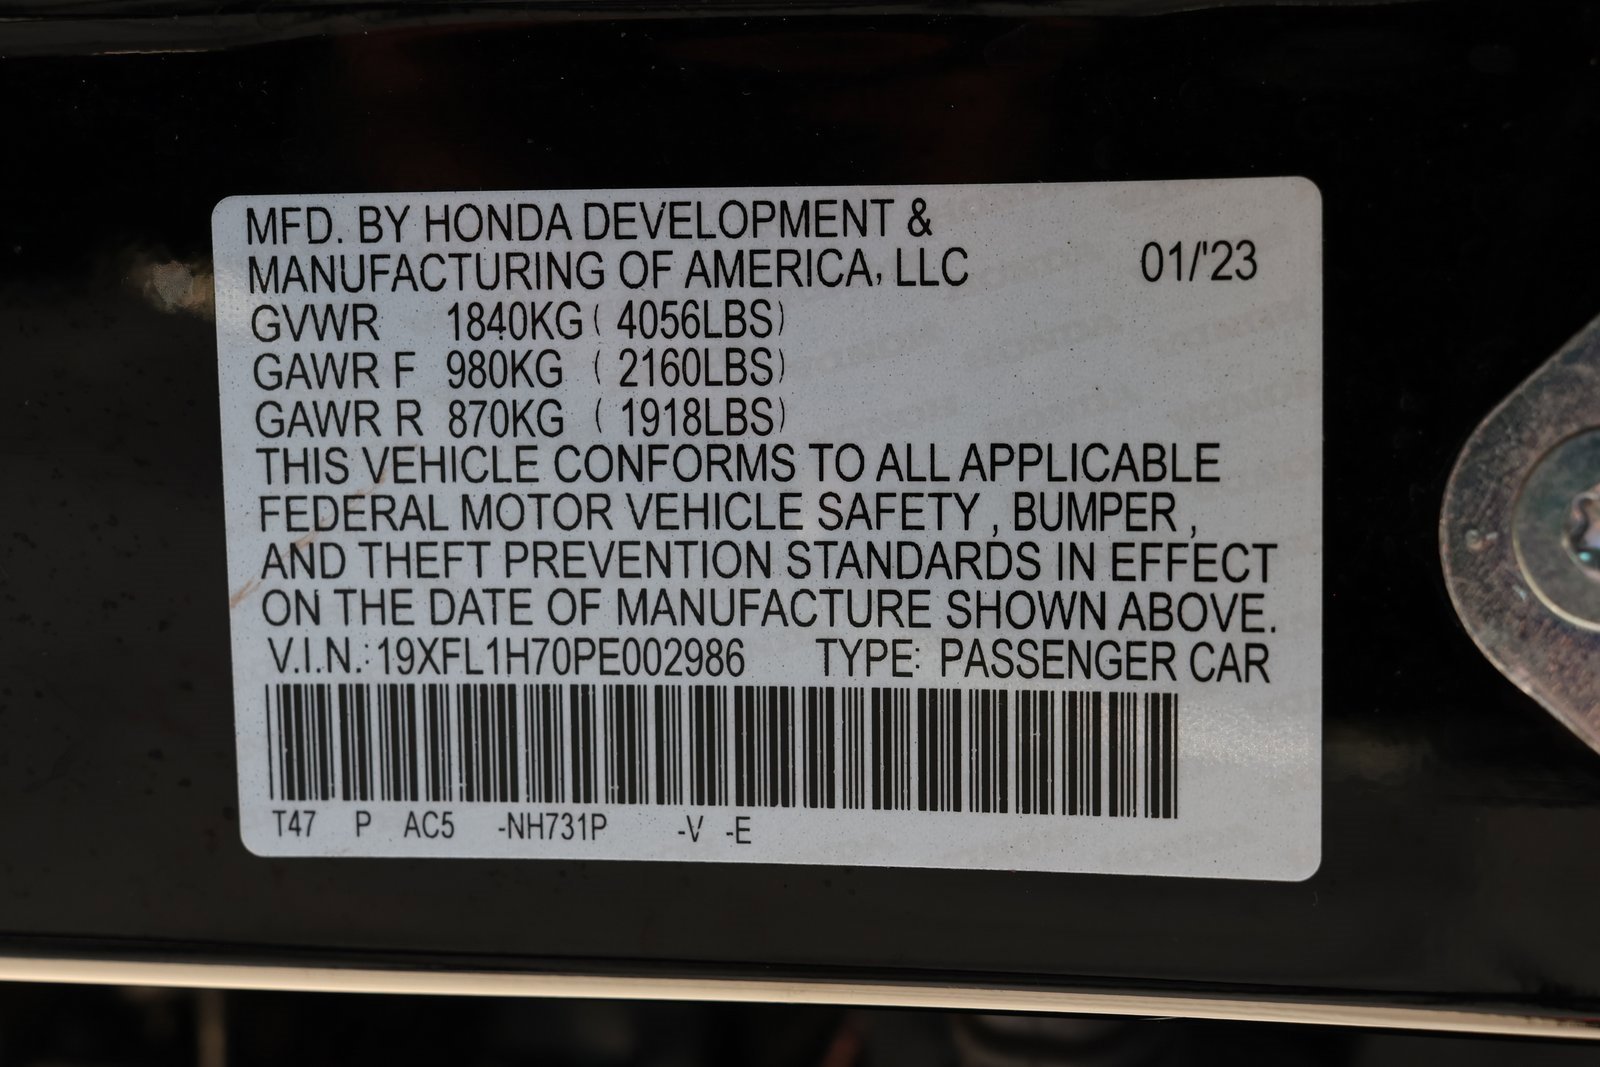 MFD. BY HONDA DEVELOPMENT &
MANUFACTURING OF AMERICA, LLC 01/'23
GVWR 1840KG ( 4056LBS)
GAWR F 980KG ( 2160LBS)
GAWR R 870KG ( 1918LBS)
THIS VEHICLE CONFORMS TO ALL APPLICABLE
FEDERAL MOTOR VEHICLE SAFETY , BUMPER ,
AND THEFT PREVENTION STANDARDS IN EFFECT
ON THE DATE OF MANUFACTURE SHOWN ABOVE.
V.I.N.: 19XFL1H70PE002986 TYPE: PASSENGER CAR
T47 P AC5 -NH731P -V -E